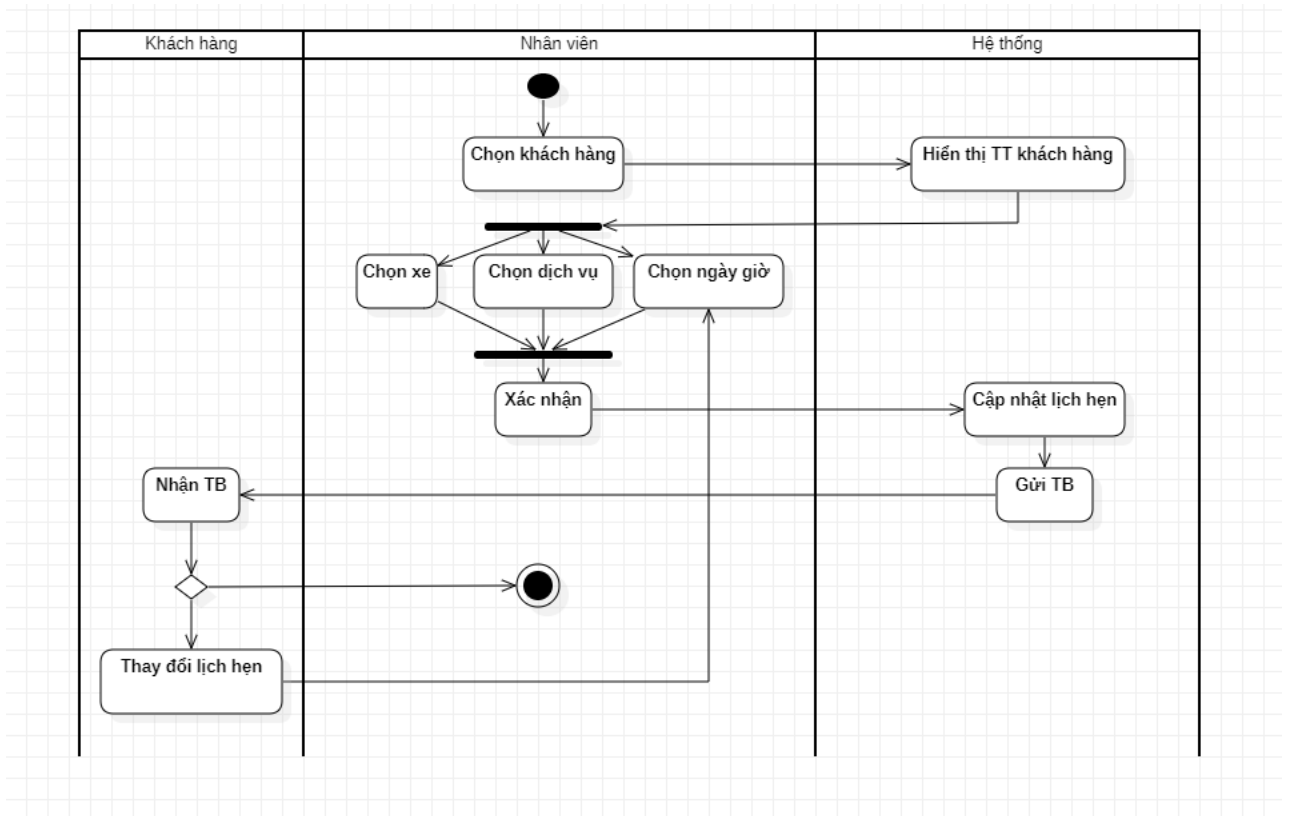 Khách hàng
Nhân viên
Hệ thống
Chọn khách hàng
Hiển thị TT khách hàng
Chọn xe
Chọn dịch vụ
Chọn ngày giờ
Xác nhận
Cập nhật lịch hẹn
Nhận TB
Gửi TB
Thay đổi lịch hẹn